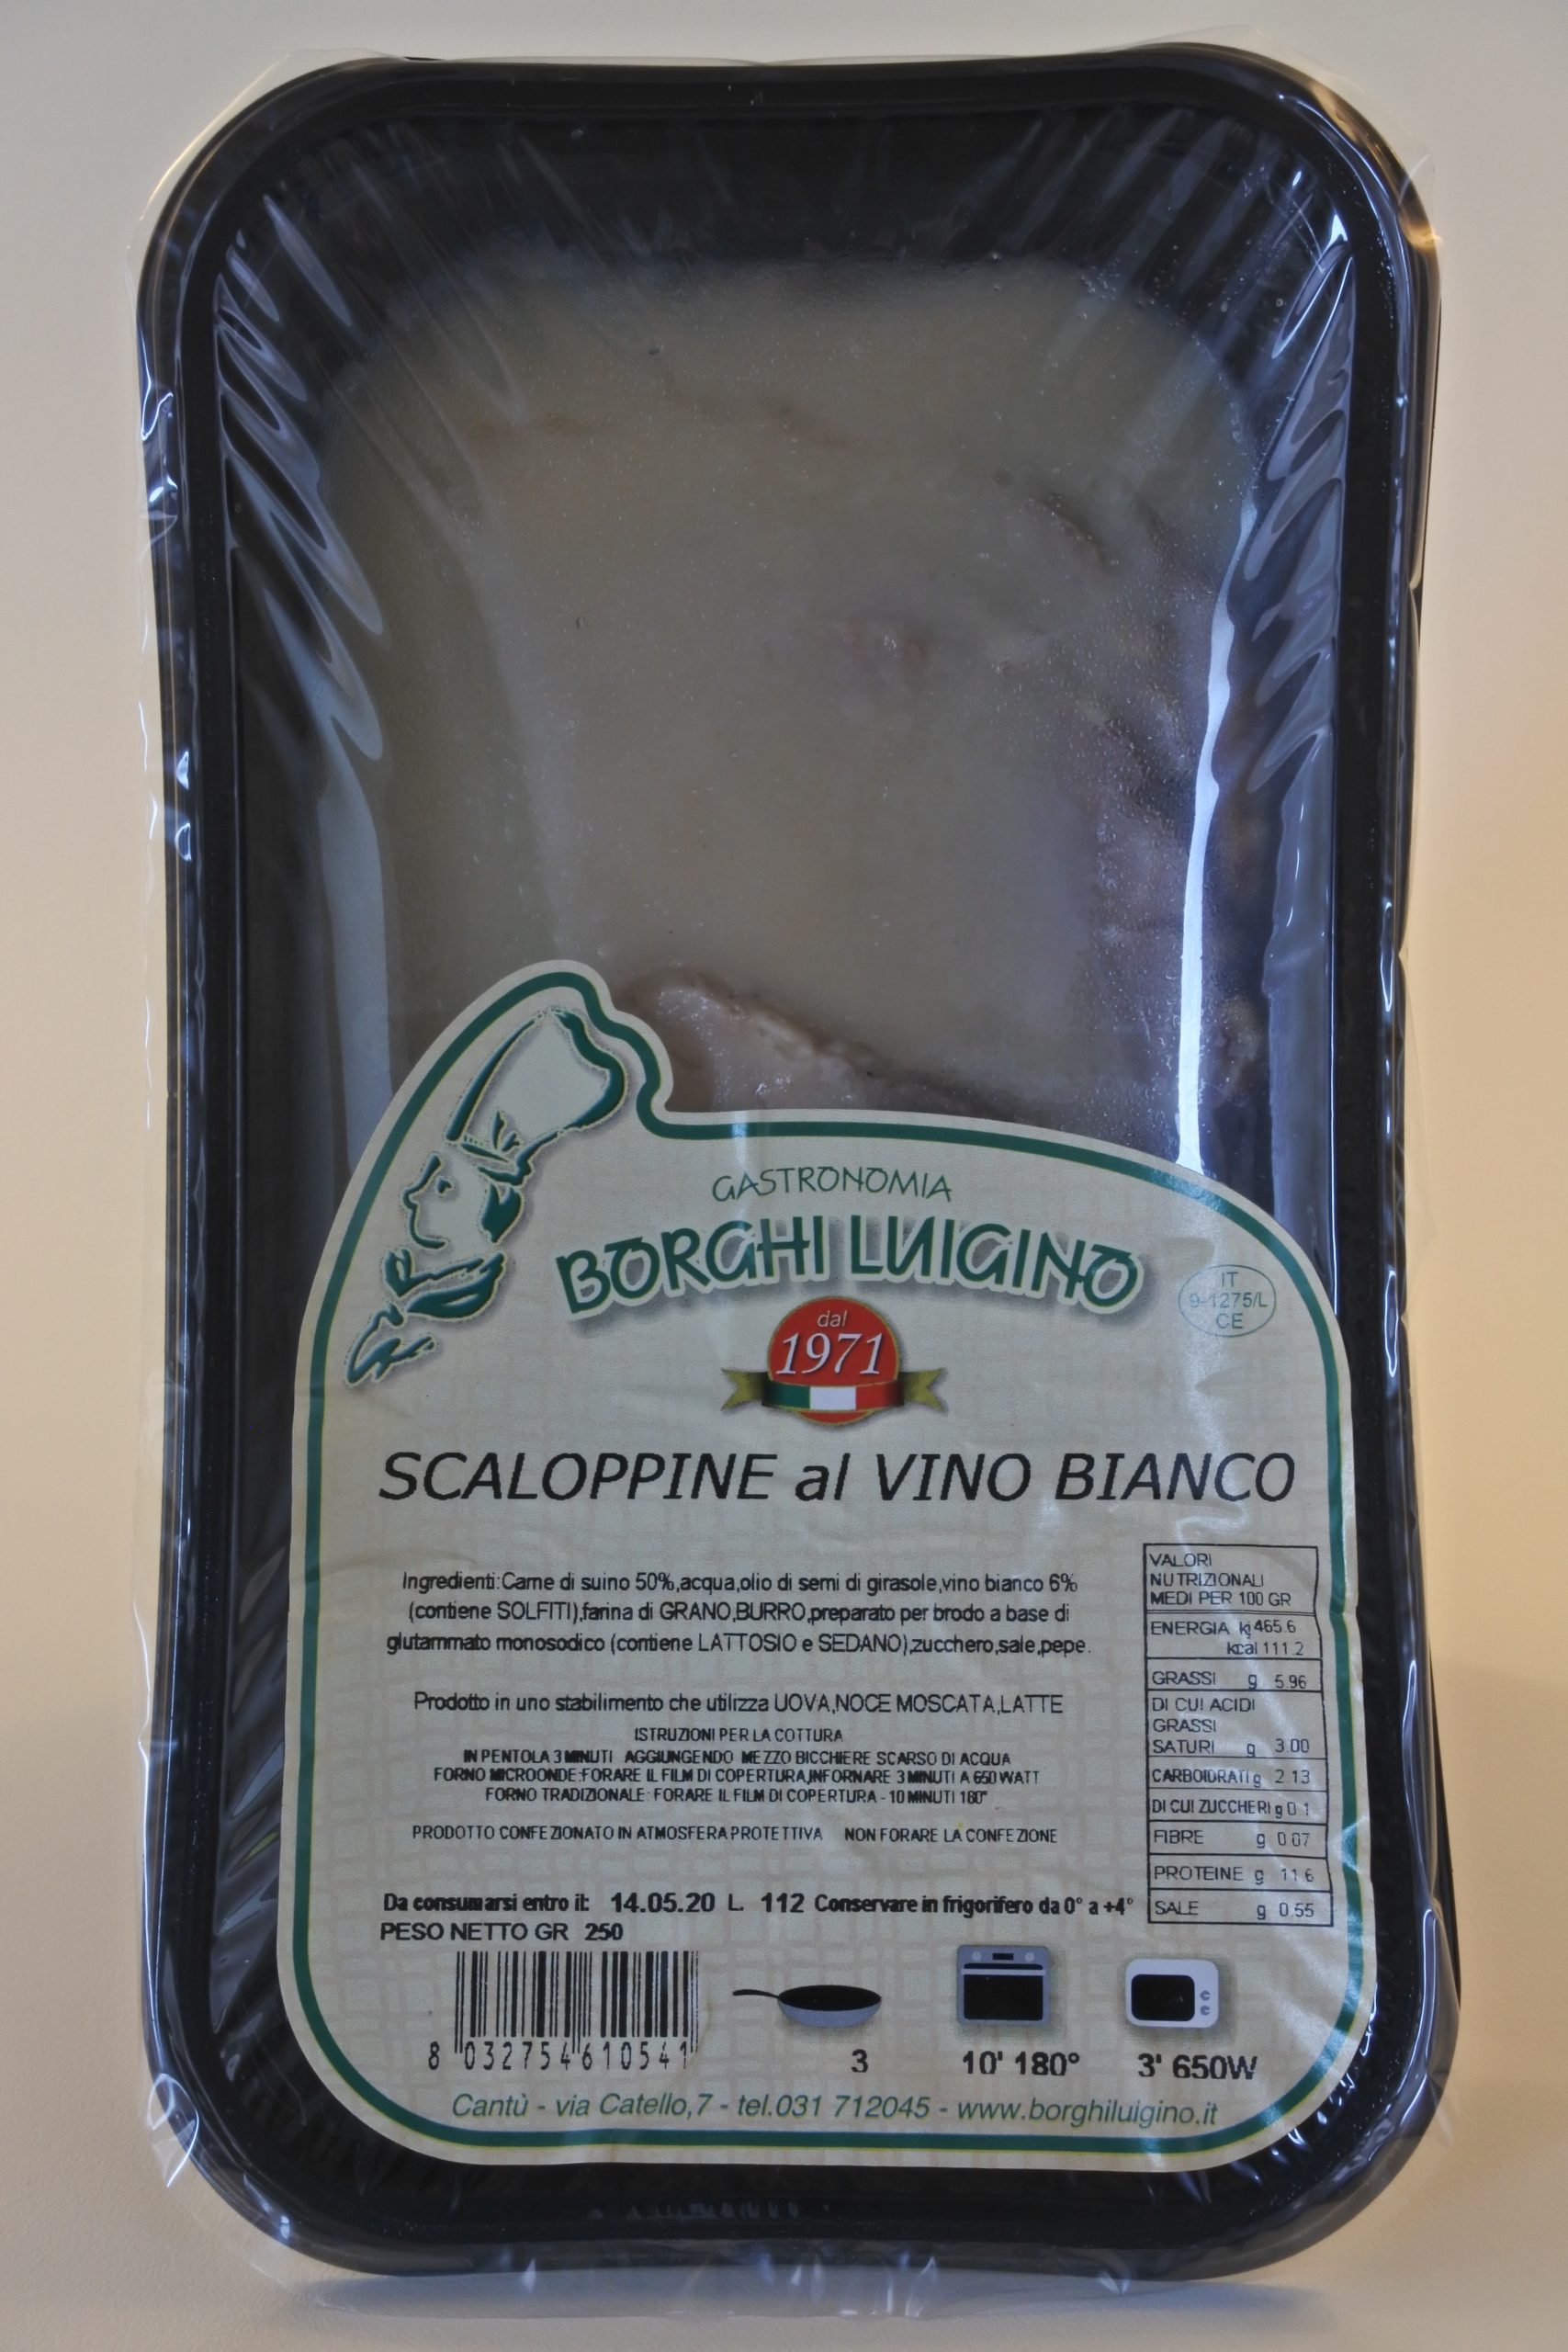 GASTRONOMIA
BORGHI LUIGINO
IT
9-1275/L
CE
dal
1971
SCALOPPINE al VINO BIANCO
Ingredienti:Carne di suino 50%,acqua,olio di semi di girasole,vino bianco 6%
(contiene SOLFITI),farina di GRANO,BURRO,preparato per brodo a base di
glutammato monosodico (contiene LATTOSIO e SEDANO),zucchero,sale,pepe.
Prodotto in uno stabilimento che utilizza UOVA,NOCE MOSCATA,LATTE
ISTRUZIONI PER LA COTTURA
IN PENTOLA 3 MINUTI AGGIUNGENDO MEZZO BICCHIERE SCARSO DI ACQUA
FORNO MICROONDE:FORARE IL FILM DI COPERTURA,INFORNARE 3 MINUTI A 650 WATT
FORNO TRADIZIONALE: FORARE IL FILM DI COPERTURA - 10 MINUTI 180°
PRODOTTO CONFEZIONATO IN ATMOSFERA PROTETTIVA NON FORARE LA CONFEZIONE
VALORI
NUTRIZIONALI
MEDI PER 100 GR
ENERGIA kj 465.6
kcal 111.2
GRASSI g 5.96
DI CUI ACIDI
GRASSI
SATURI g 3.00
CARBOIDRATI g 2.13
DI CUI ZUCCHERI g 0.1
FIBRE g 0.07
PROTEINE g 11.6
SALE g 0.55
Da consumarsi entro il: 14.05.20 L. 112 Conservare in frigorifero da 0° a +4°
PESO NETTO GR 250
8 032754 610541
3
10' 180°
3' 650W
Cantù - via Catello,7 - tel.031 712045 - www.borghiluigino.it